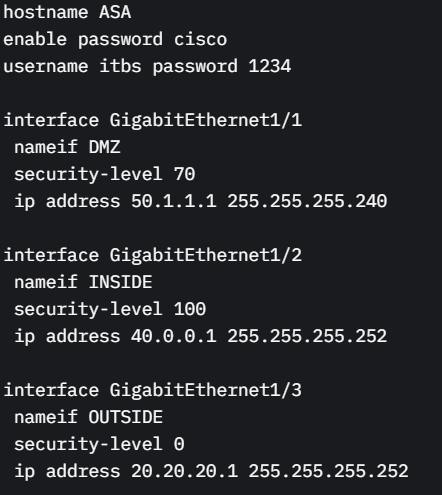 hostname ASA
enable password cisco
username itbs password 1234
interface GigabitEthernet1/1
nameif DMZ
security-level 70
ip address 50.1.1.1 255.255.255.240
interface GigabitEthernet1/2
nameif INSIDE
security-level 100
ip address 40.0.0.1 255.255.255.252
interface GigabitEthernet1/3
nameif OUTSIDE
security-level 0
ip address 20.20.20.1 255.255.255.252